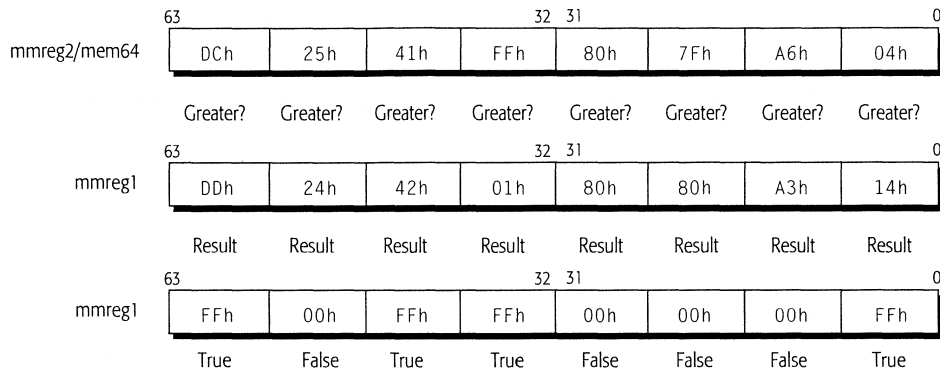 63 32 31 0
mmreg2/mem64 DCh 25h 41h FFh 80h 7Fh A6h 04h
Greater? Greater? Greater? Greater? Greater? Greater? Greater? Greater?
63 32 31 0
mmreg1 DDh 24h 42h 01h 80h 80h A3h 14h
Result Result Result Result Result Result Result Result
63 32 31 0
mmreg1 FFh 00h FFh FFh 00h 00h 00h FFh
True False True True False False False True